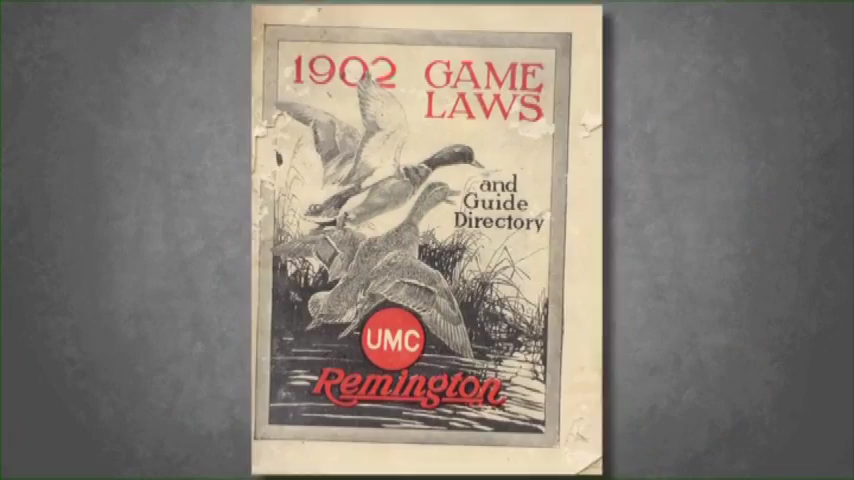 1902 GAME
LAWS
and
Guide
Directory
UMC
Remington